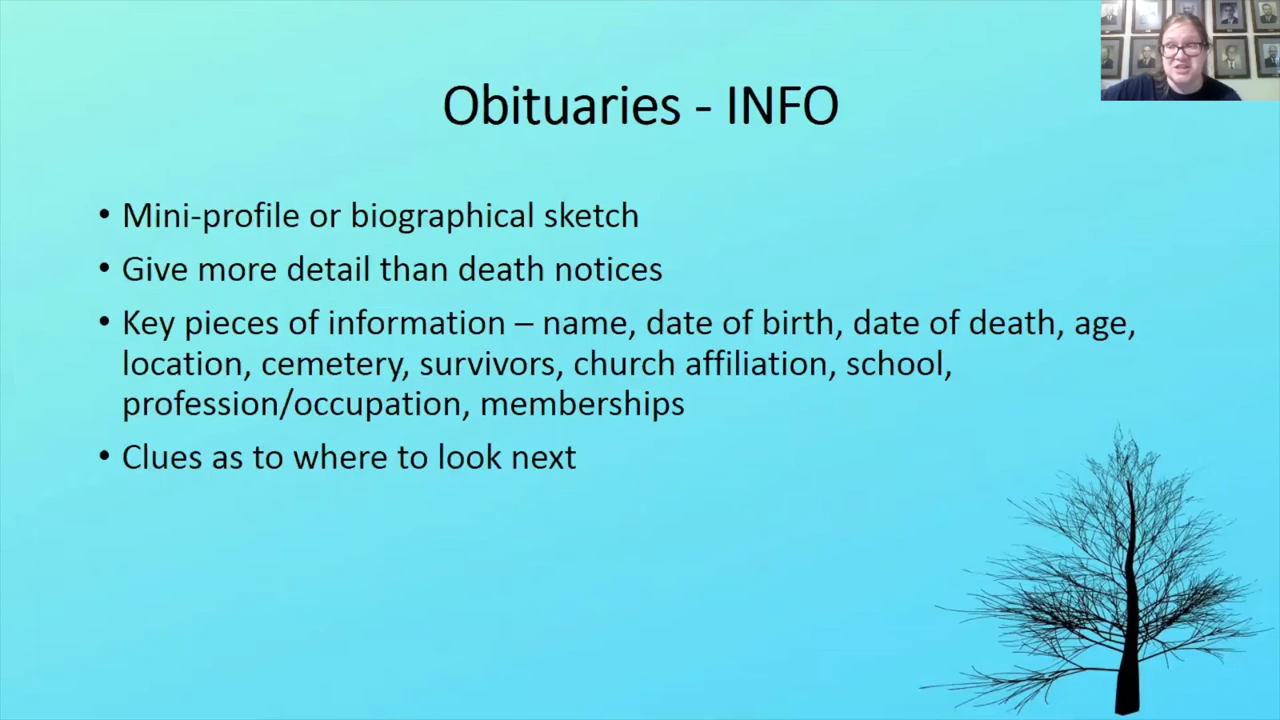 Obituaries - INFO
• Mini-profile or biographical sketch
• Give more detail than death notices
• Key pieces of information – name, date of birth, date of death, age,
location, cemetery, survivors, church affiliation, school,
profession/occupation, memberships
• Clues as to where to look next